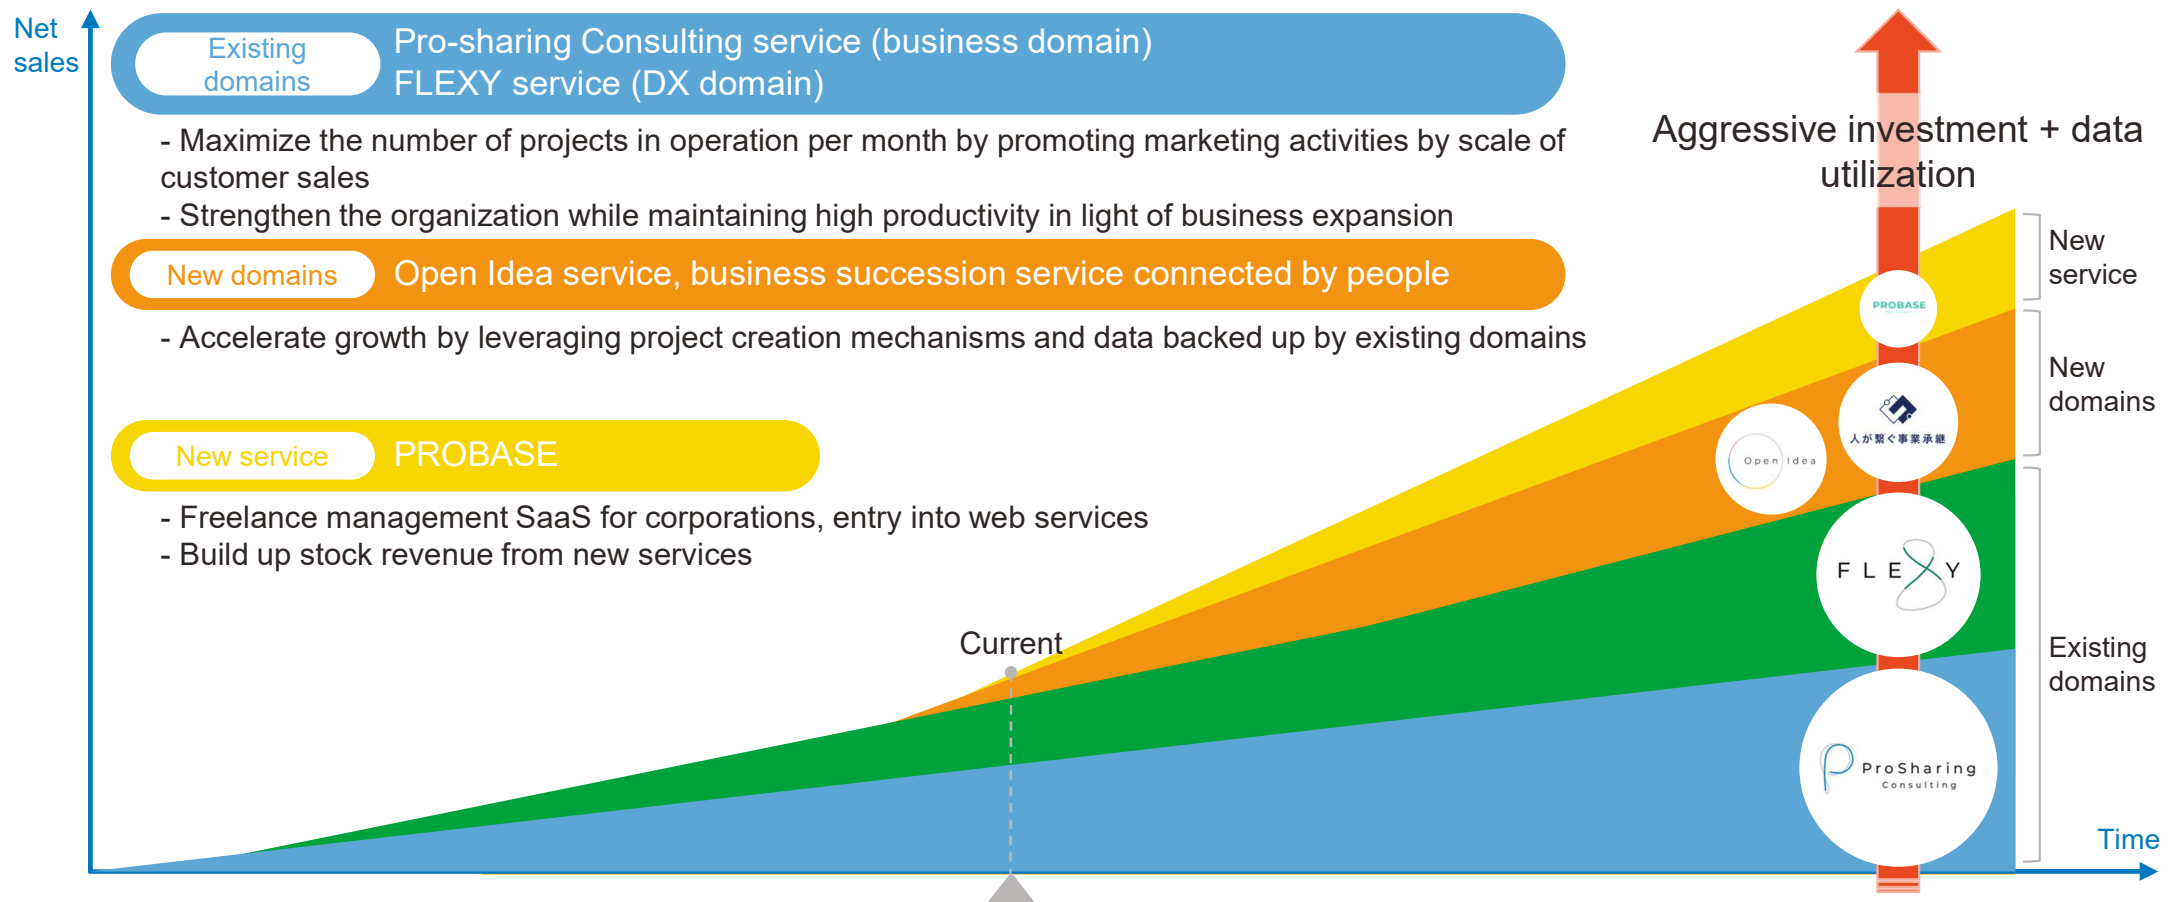 Net
sales
Existing
domains
Pro-sharing Consulting service (business domain)
FLEXY service (DX domain)
- Maximize the number of projects in operation per month by promoting marketing activities by scale of
customer sales
- Strengthen the organization while maintaining high productivity in light of business expansion
New domains
Open Idea service, business succession service connected by people
- Accelerate growth by leveraging project creation mechanisms and data backed up by existing domains
New service
PROBASE
- Freelance management SaaS for corporations, entry into web services
- Build up stock revenue from new services
Current
Aggressive investment + data
utilization
PROBASE
人が繋ぐ事業承継
Open Idea
FLEXY
ProSharing
Consulting
New
service
New
domains
Existing
domains
Time